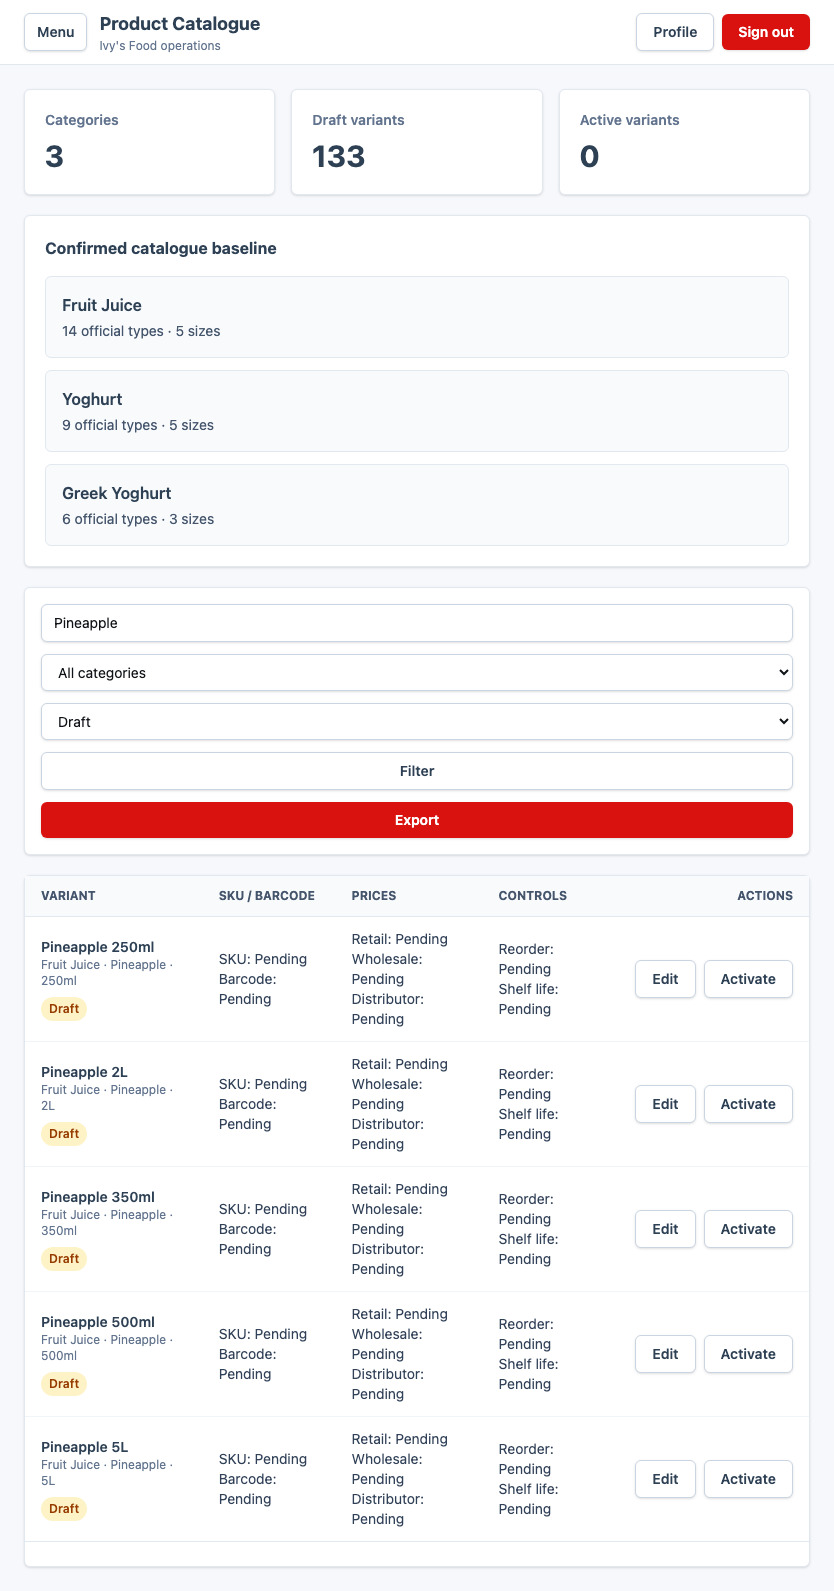 Menu
Product Catalogue
Ivy's Food operations
Profile
Sign out
Categories
3
Draft variants
133
Active variants
0
Confirmed catalogue baseline
Fruit Juice
14 official types · 5 sizes
Yoghurt
9 official types · 5 sizes
Greek Yoghurt
6 official types · 3 sizes
Pineapple
All categories
Draft
Filter
Export
VARIANT
SKU / BARCODE
PRICES
CONTROLS
ACTIONS
Pineapple 250ml
Fruit Juice · Pineapple ·
250ml
Draft
SKU: Pending
Barcode:
Pending
Retail: Pending
Wholesale:
Pending
Distributor:
Pending
Reorder:
Pending
Shelf life:
Pending
Edit
Activate
Pineapple 2L
Fruit Juice · Pineapple ·
2L
Draft
SKU: Pending
Barcode:
Pending
Retail: Pending
Wholesale:
Pending
Distributor:
Pending
Reorder:
Pending
Shelf life:
Pending
Edit
Activate
Pineapple 350ml
Fruit Juice · Pineapple ·
350ml
Draft
SKU: Pending
Barcode:
Pending
Retail: Pending
Wholesale:
Pending
Distributor:
Pending
Reorder:
Pending
Shelf life:
Pending
Edit
Activate
Pineapple 500ml
Fruit Juice · Pineapple ·
500ml
Draft
SKU: Pending
Barcode:
Pending
Retail: Pending
Wholesale:
Pending
Distributor:
Pending
Reorder:
Pending
Shelf life:
Pending
Edit
Activate
Pineapple 5L
Fruit Juice · Pineapple ·
5L
Draft
SKU: Pending
Barcode:
Pending
Retail: Pending
Wholesale:
Pending
Distributor:
Pending
Reorder:
Pending
Shelf life:
Pending
Edit
Activate